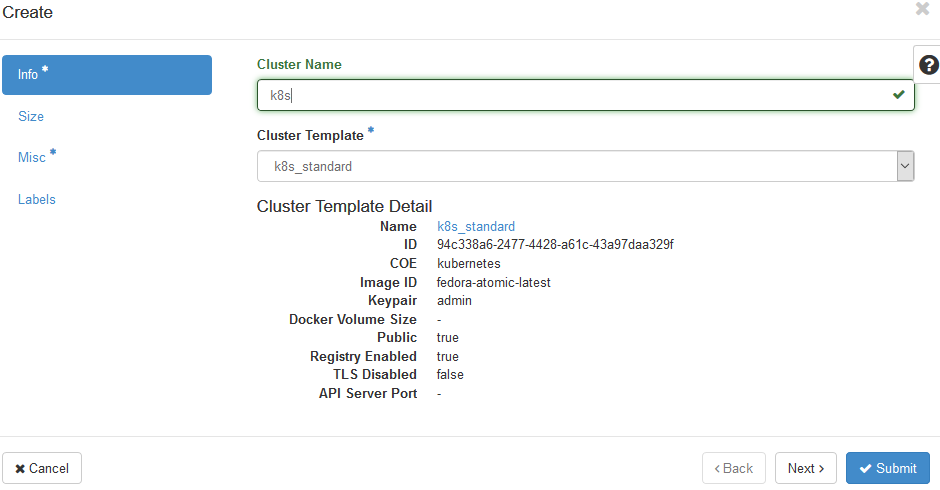 Create
Info *
Size
Misc *
Labels
Cluster Name
k8s
Cluster Template *
k8s_standard
Cluster Template Detail
Name k8s_standard
ID 94c338a6-2477-4428-a61c-43a97daa329f
COE kubernetes
Image ID fedora-atomic-latest
Keypair admin
Docker Volume Size -
Public true
Registry Enabled true
TLS Disabled false
API Server Port -
Cancel
< Back
Next >
Submit